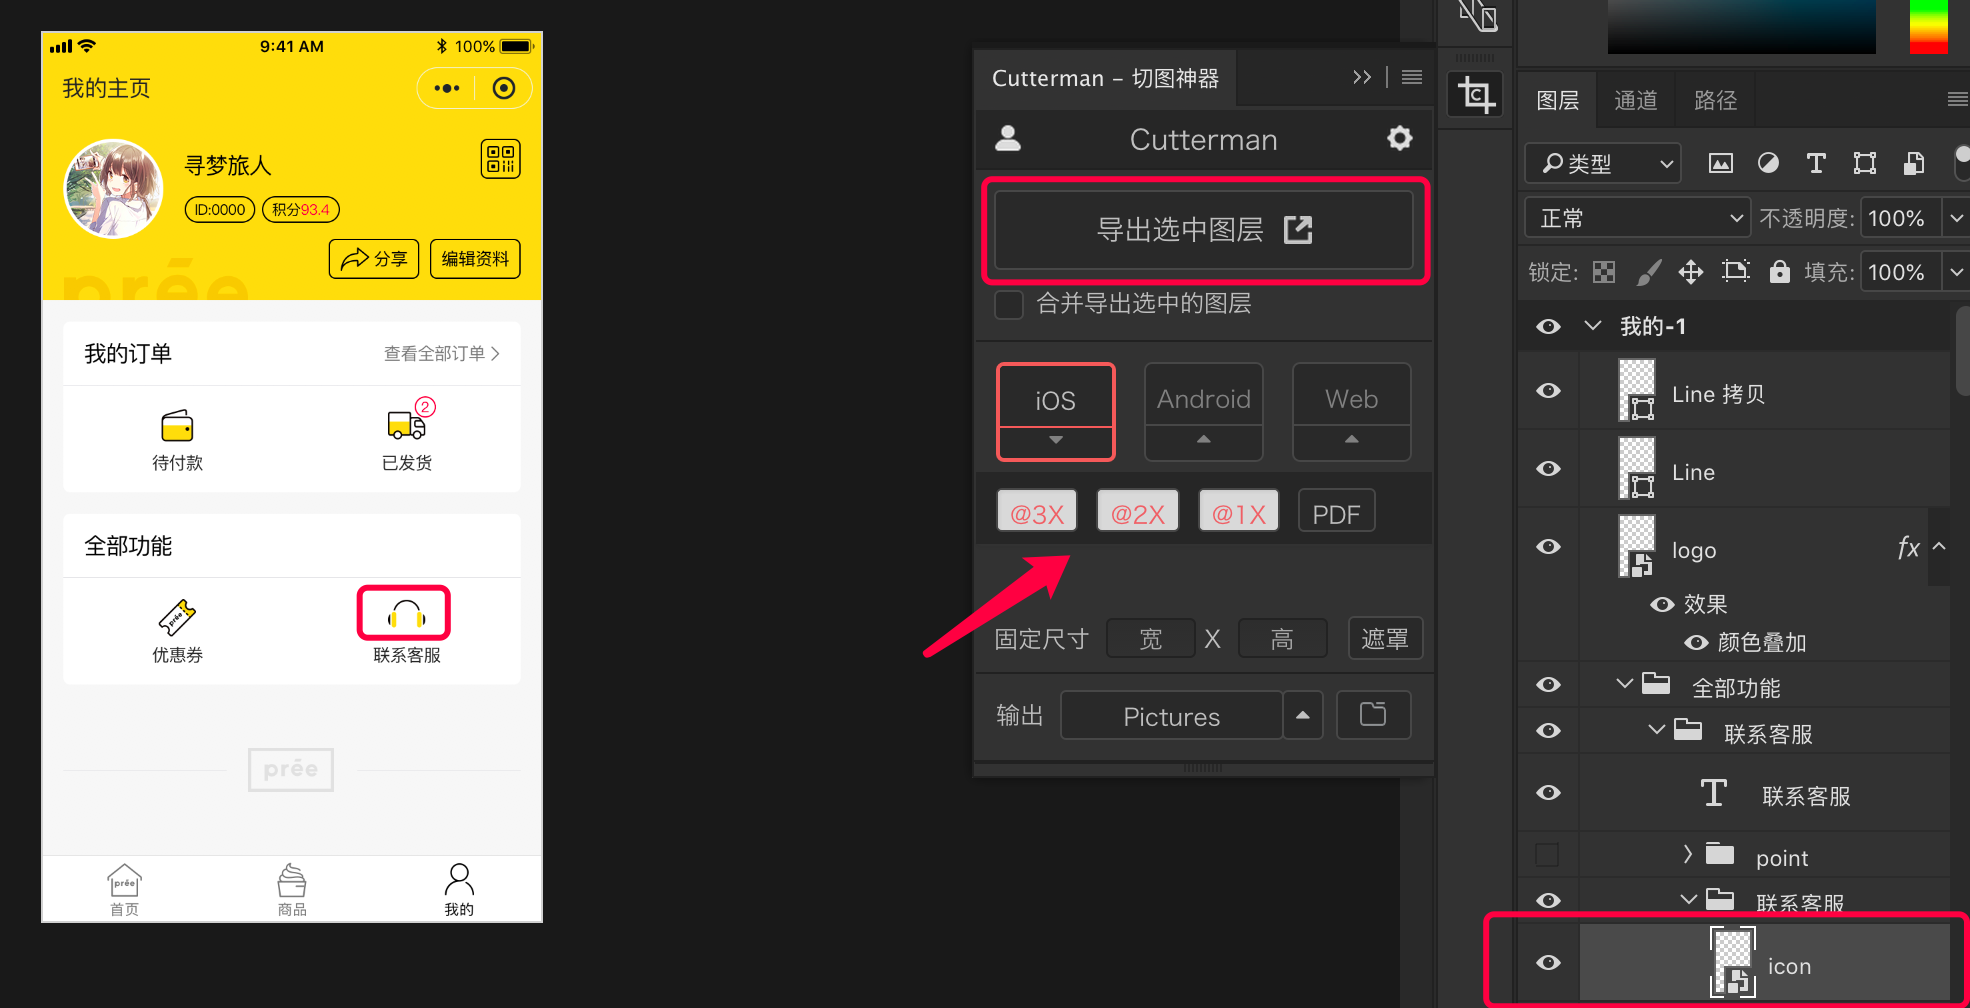 9:41 AM
100%
我的主页
寻梦旅人
ID:0000
积分93.4
分享
编辑资料
prēe
我的订单
查看全部订单
2
待付款
已发货
全部功能
prēe
优惠券
联系客服
prēe
prēe
首页
商品
我的
Cutterman – 切图神器
Cutterman
导出选中图层
合并导出选中的图层
iOS
Android
Web
@3X
@2X
@1X
PDF
固定尺寸
宽
X
高
遮罩
输出
Pictures
图层
通道
路径
类型
正常
不透明度:
100%
锁定:
填充:
100%
我的-1
Line 拷贝
Line
logo
fx
效果
颜色叠加
全部功能
联系客服
T
联系客服
point
联系客服
icon